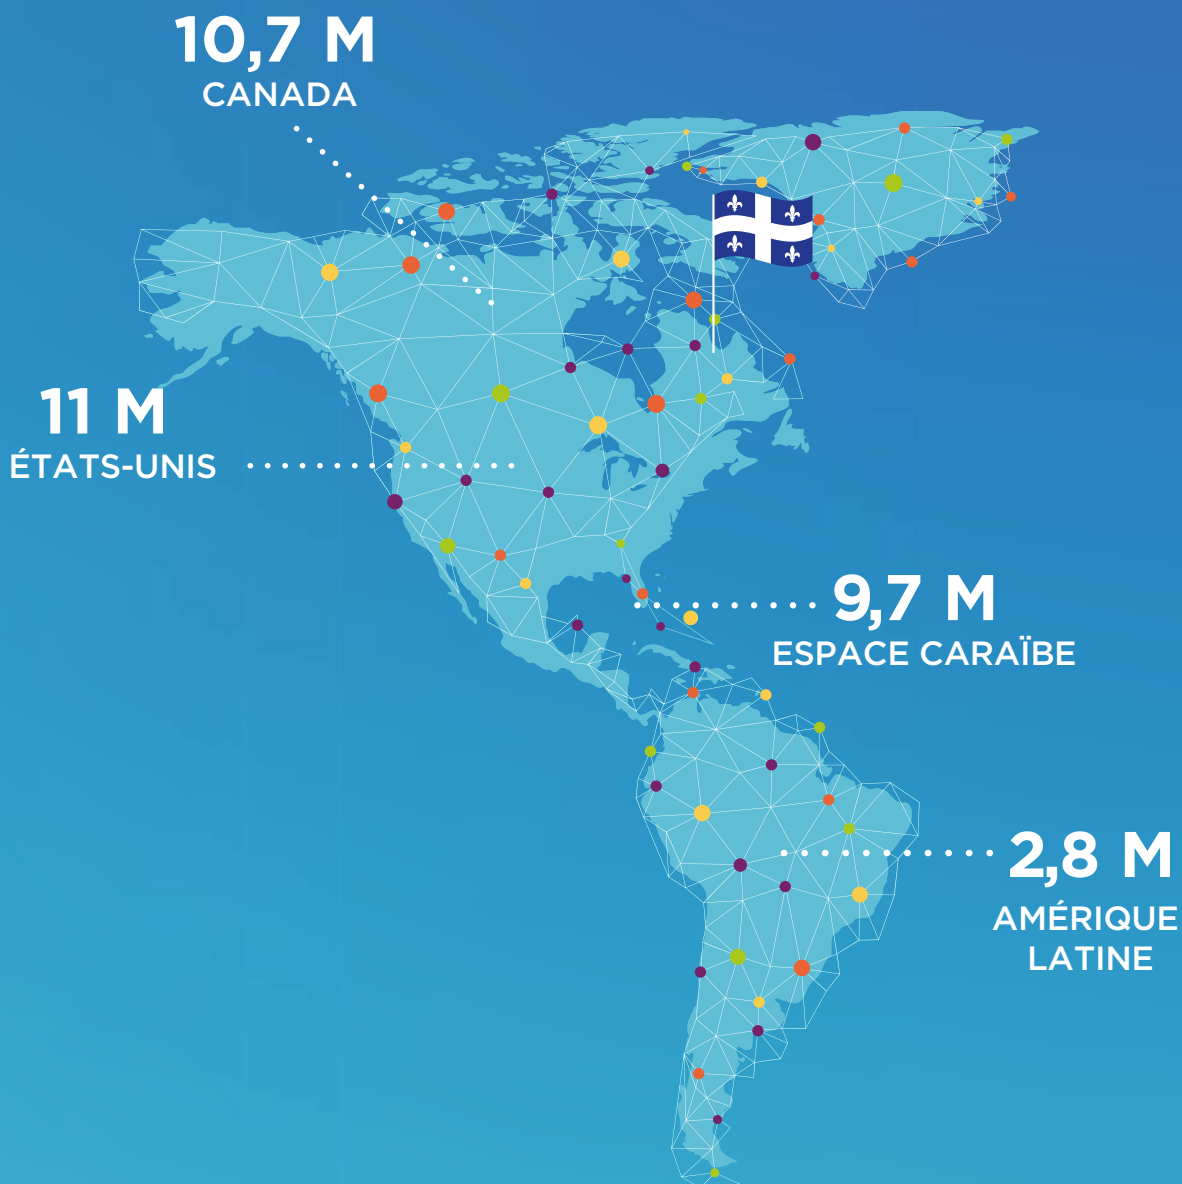 10,7 M
CANADA
11 M
ÉTATS-UNIS
9,7 M
ESPACE CARAÏBE
2,8 M
AMÉRIQUE
LATINE